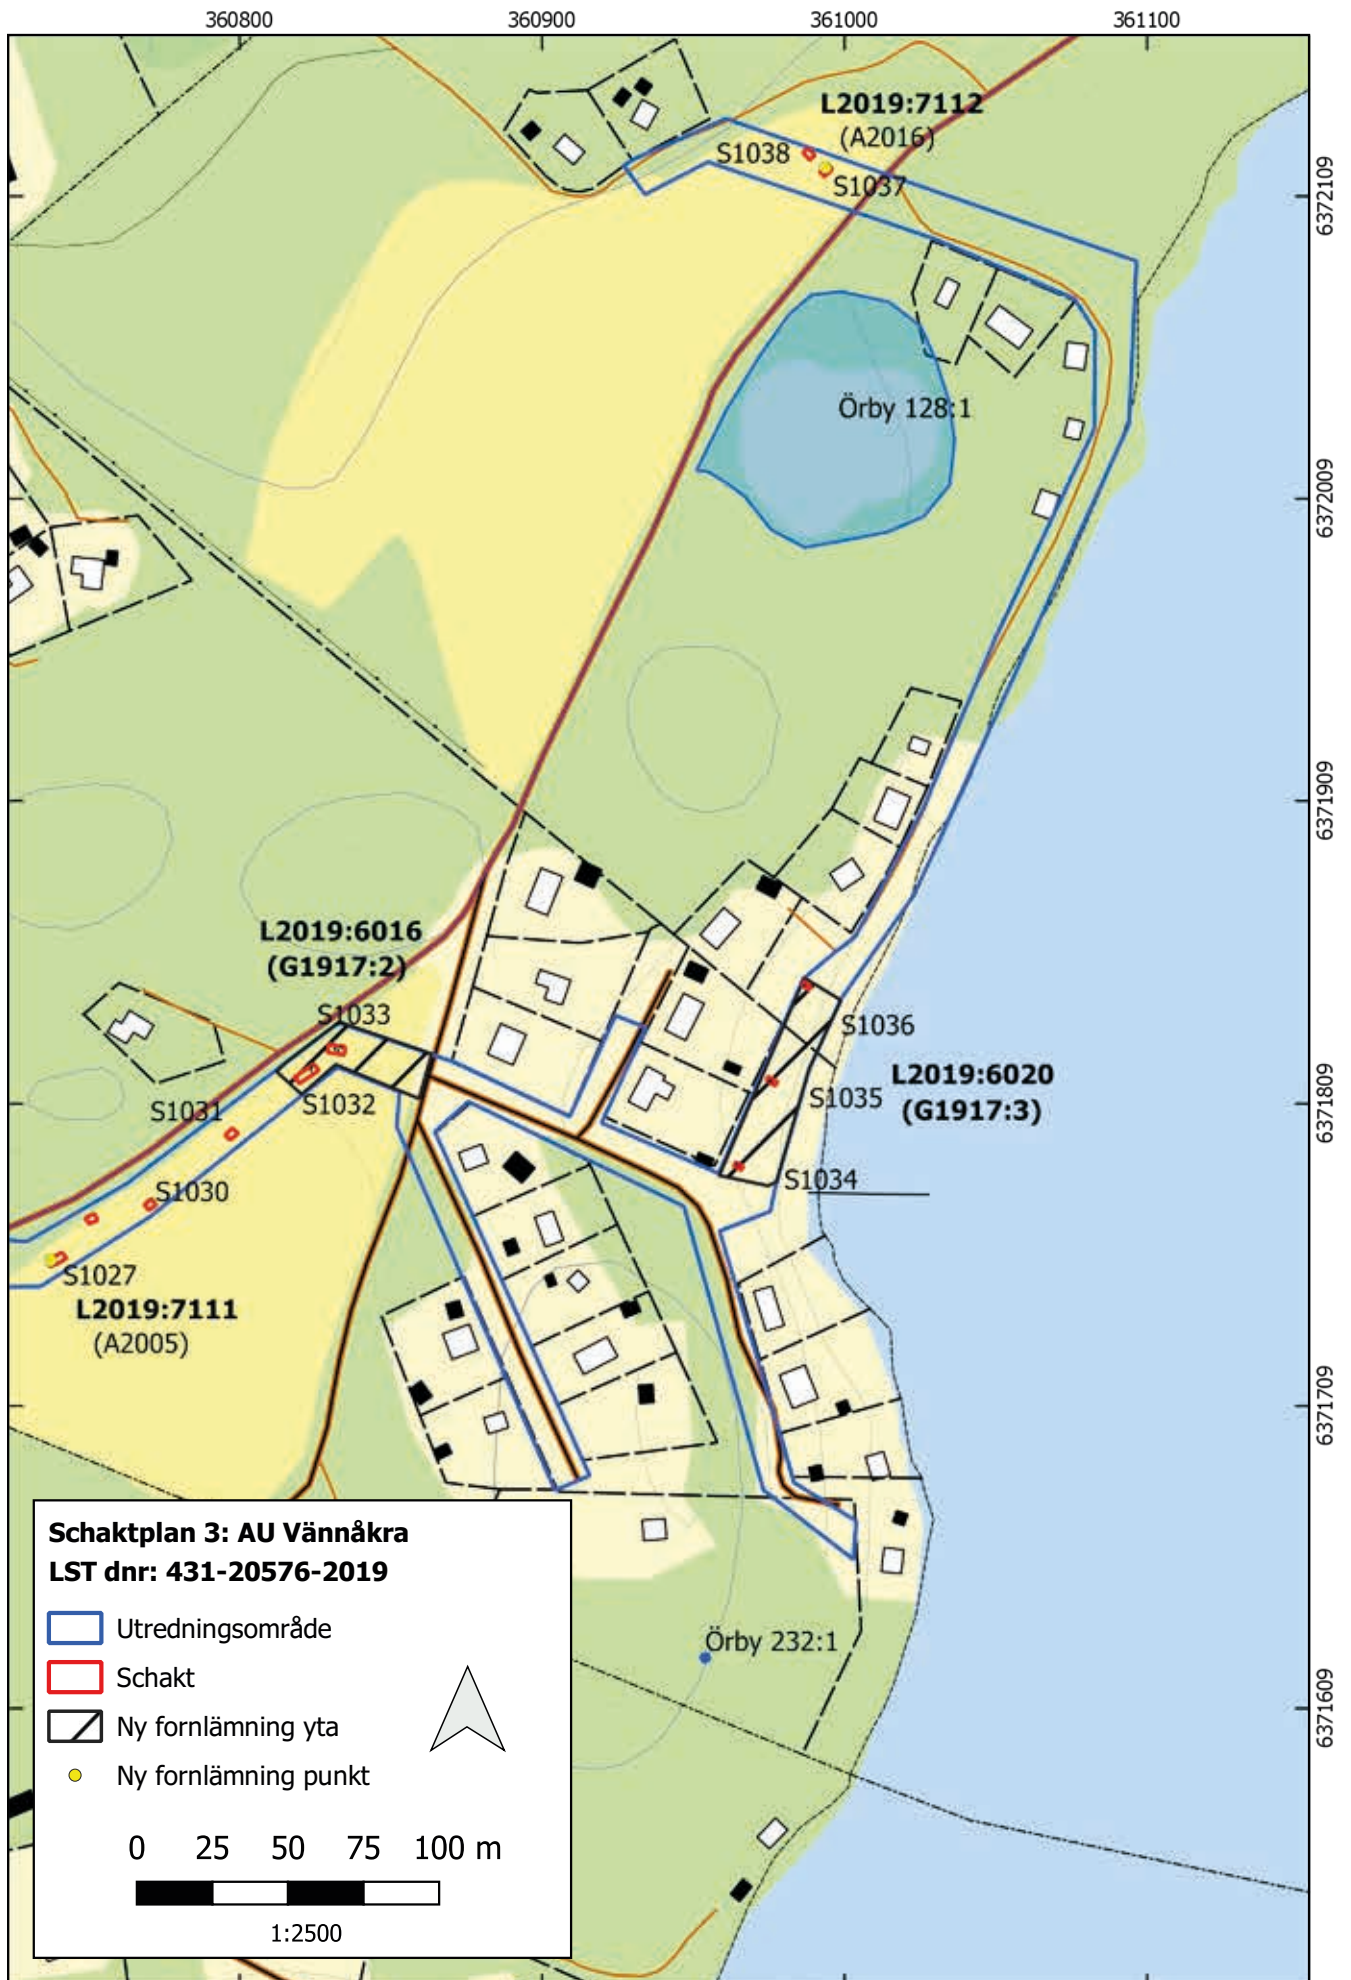 360800 360900 361000 361100
L2019:7112
(A2016)
S1038
S1037
6372109
Örby 128:1
6372009
6371909
L2019:6016
(G1917:2)
S1033
S1036
L2019:6020
(G1917:3)
S1035
S1032
S1031
6371809
S1034
S1030
S1027
L2019:7111
(A2005)
6371709
Schaktplan 3: AU Vännåkra
LST dnr: 431-20576-2019
Utredningsområde
Schakt
Ny fornlämning yta
Ny fornlämning punkt
0 25 50 75 100 m
1:2500
Örby 232:1
6371609